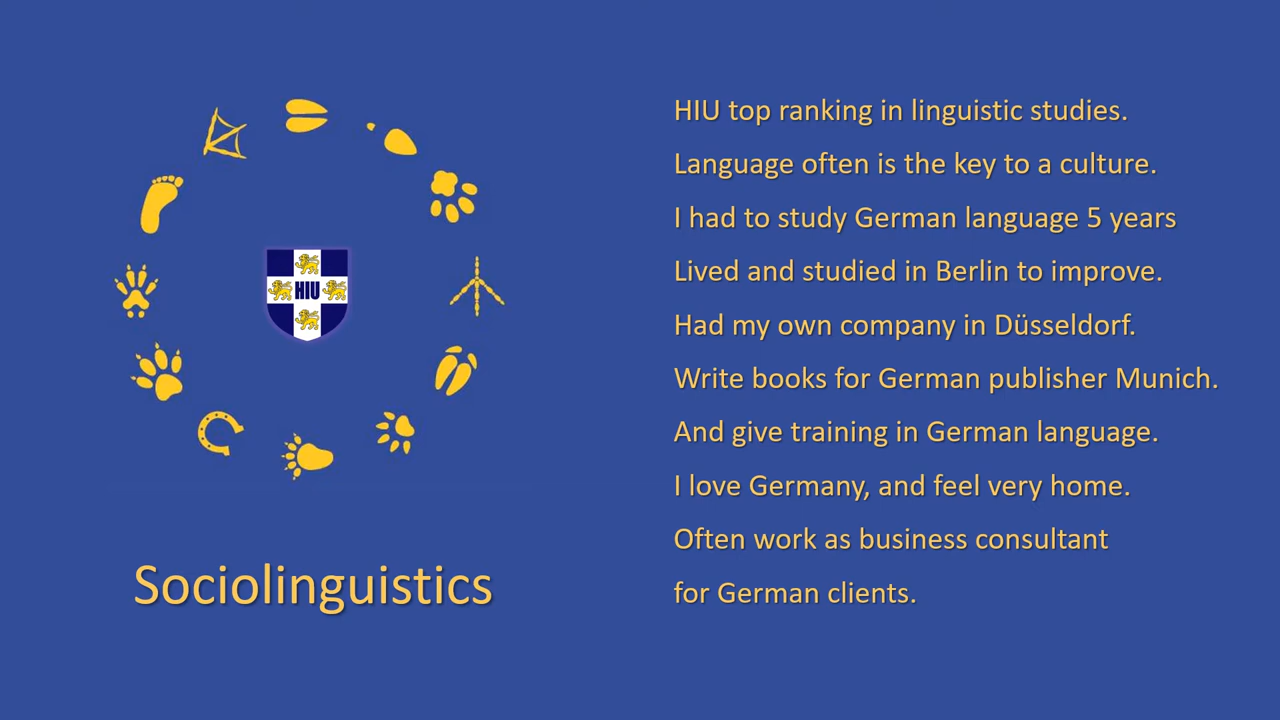 HIU
Sociolinguistics
HIU top ranking in linguistic studies.
Language often is the key to a culture.
I had to study German language 5 years
Lived and studied in Berlin to improve.
Had my own company in Düsseldorf.
Write books for German publisher Munich.
And give training in German language.
I love Germany, and feel very home.
Often work as business consultant
for German clients.